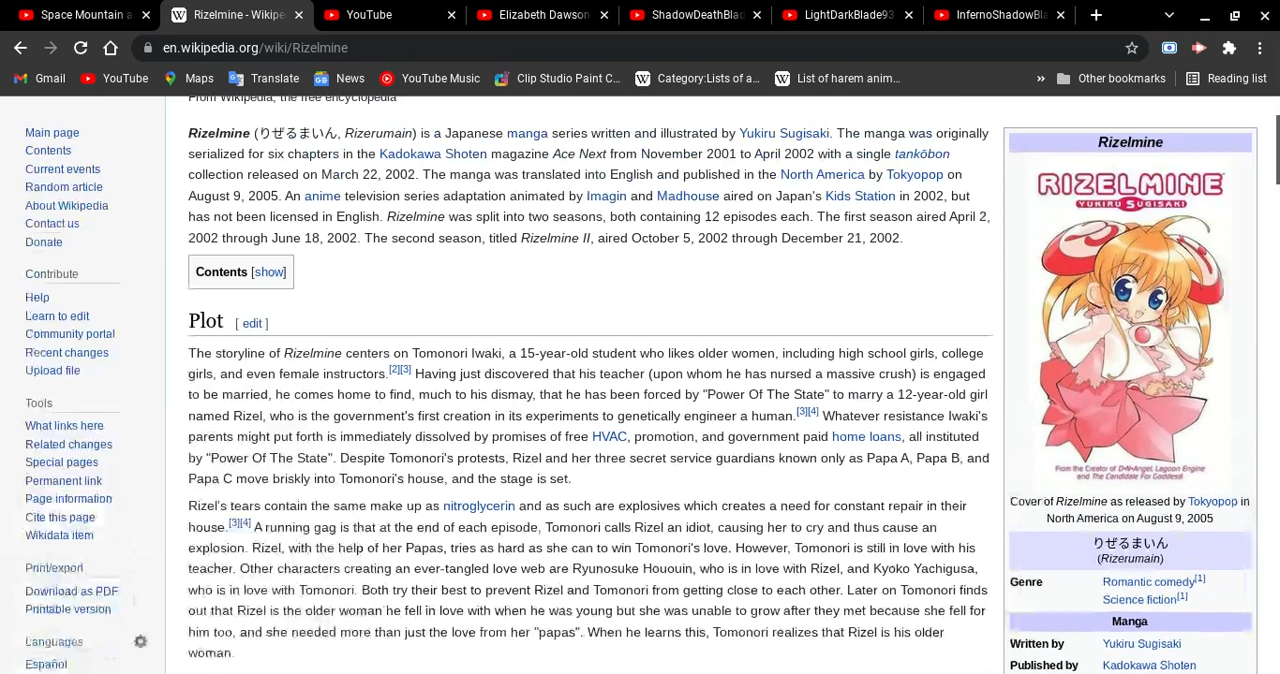 Space Mountain a
Rizelmine - Wikipe
YouTube
Elizabeth Dawson
ShadowDeathBlad
LightDarkBlade93
InfernoShadowBla
en.wikipedia.org/wiki/Rizelmine
Gmail
YouTube
Maps
Translate
News
YouTube Music
Clip Studio Paint C...
Category:Lists of a...
List of harem anim...
»
Other bookmarks
Reading list
From Wikipedia, the free encyclopedia
Main page
Contents
Current events
Random article
About Wikipedia
Contact us
Donate
Contribute
Help
Learn to edit
Community portal
Recent changes
Upload file
Tools
What links here
Related changes
Special pages
Permanent link
Page information
Cite this page
Wikidata item
Print/export
Download as PDF
Printable version
Languages
Español
Rizelmine (りぜるまいん, Rizerumain) is a Japanese manga series written and illustrated by Yukiru Sugisaki. The manga was originally
serialized for six chapters in the Kadokawa Shoten magazine Ace Next from November 2001 to April 2002 with a single tankōbon
collection released on March 22, 2002. The manga was translated into English and published in the North America by Tokyopop on
August 9, 2005. An anime television series adaptation animated by Imagin and Madhouse aired on Japan's Kids Station in 2002, but
has not been licensed in English. Rizelmine was split into two seasons, both containing 12 episodes each. The first season aired April 2,
2002 through June 18, 2002. The second season, titled Rizelmine II, aired October 5, 2002 through December 21, 2002.
Contents [show]
Plot [ edit ]
The storyline of Rizelmine centers on Tomonori Iwaki, a 15-year-old student who likes older women, including high school girls, college
girls, and even female instructors.[2][3] Having just discovered that his teacher (upon whom he has nursed a massive crush) is engaged
to be married, he comes home to find, much to his dismay, that he has been forced by "Power Of The State" to marry a 12-year-old girl
named Rizel, who is the government's first creation in its experiments to genetically engineer a human.[3][4] Whatever resistance Iwaki's
parents might put forth is immediately dissolved by promises of free HVAC, promotion, and government paid home loans, all instituted
by "Power Of The State". Despite Tomonori's protests, Rizel and her three secret service guardians known only as Papa A, Papa B, and
Papa C move briskly into Tomonori's house, and the stage is set.
Rizel's tears contain the same make up as nitroglycerin and as such are explosives which creates a need for constant repair in their
house.[3][4] A running gag is that at the end of each episode, Tomonori calls Rizel an idiot, causing her to cry and thus cause an
explosion. Rizel, with the help of her Papas, tries as hard as she can to win Tomonori's love. However, Tomonori is still in love with his
teacher. Other characters creating an ever-tangled love web are Ryunosuke Hououin, who is in love with Rizel, and Kyoko Yachigusa,
who is in love with Tomonori. Both try their best to prevent Rizel and Tomonori from getting close to each other. Later on Tomonori finds
out that Rizel is the older woman he fell in love with when he was young but she was unable to grow after they met because she fell for
him too, and she needed more than just the love from her "papas". When he learns this, Tomonori realizes that Rizel is his older
woman.
Rizelmine
RIZELMINE
YUKIRU SUGISAKI
From the Creator of D•N•Angel, Lagoon Engine
and The Candidate For Goddess!
Cover of Rizelmine as released by Tokyopop in
North America on August 9, 2005
りぜるまいん
(Rizerumain)
Genre Romantic comedy[1]
Science fiction[1]
Manga
Written by Yukiru Sugisaki
Published by Kadokawa Shoten